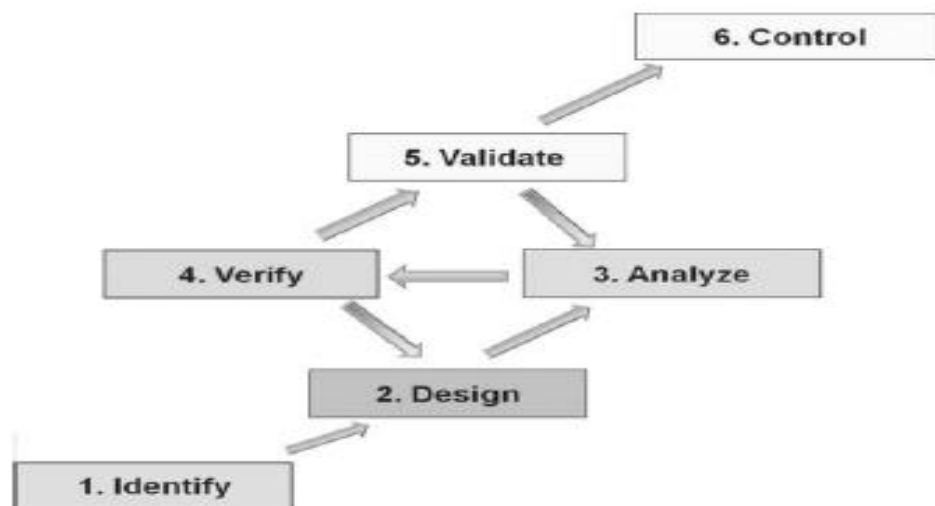 6. Control
5. Validate
4. Verify
3. Analyze
2. Design
1. Identify